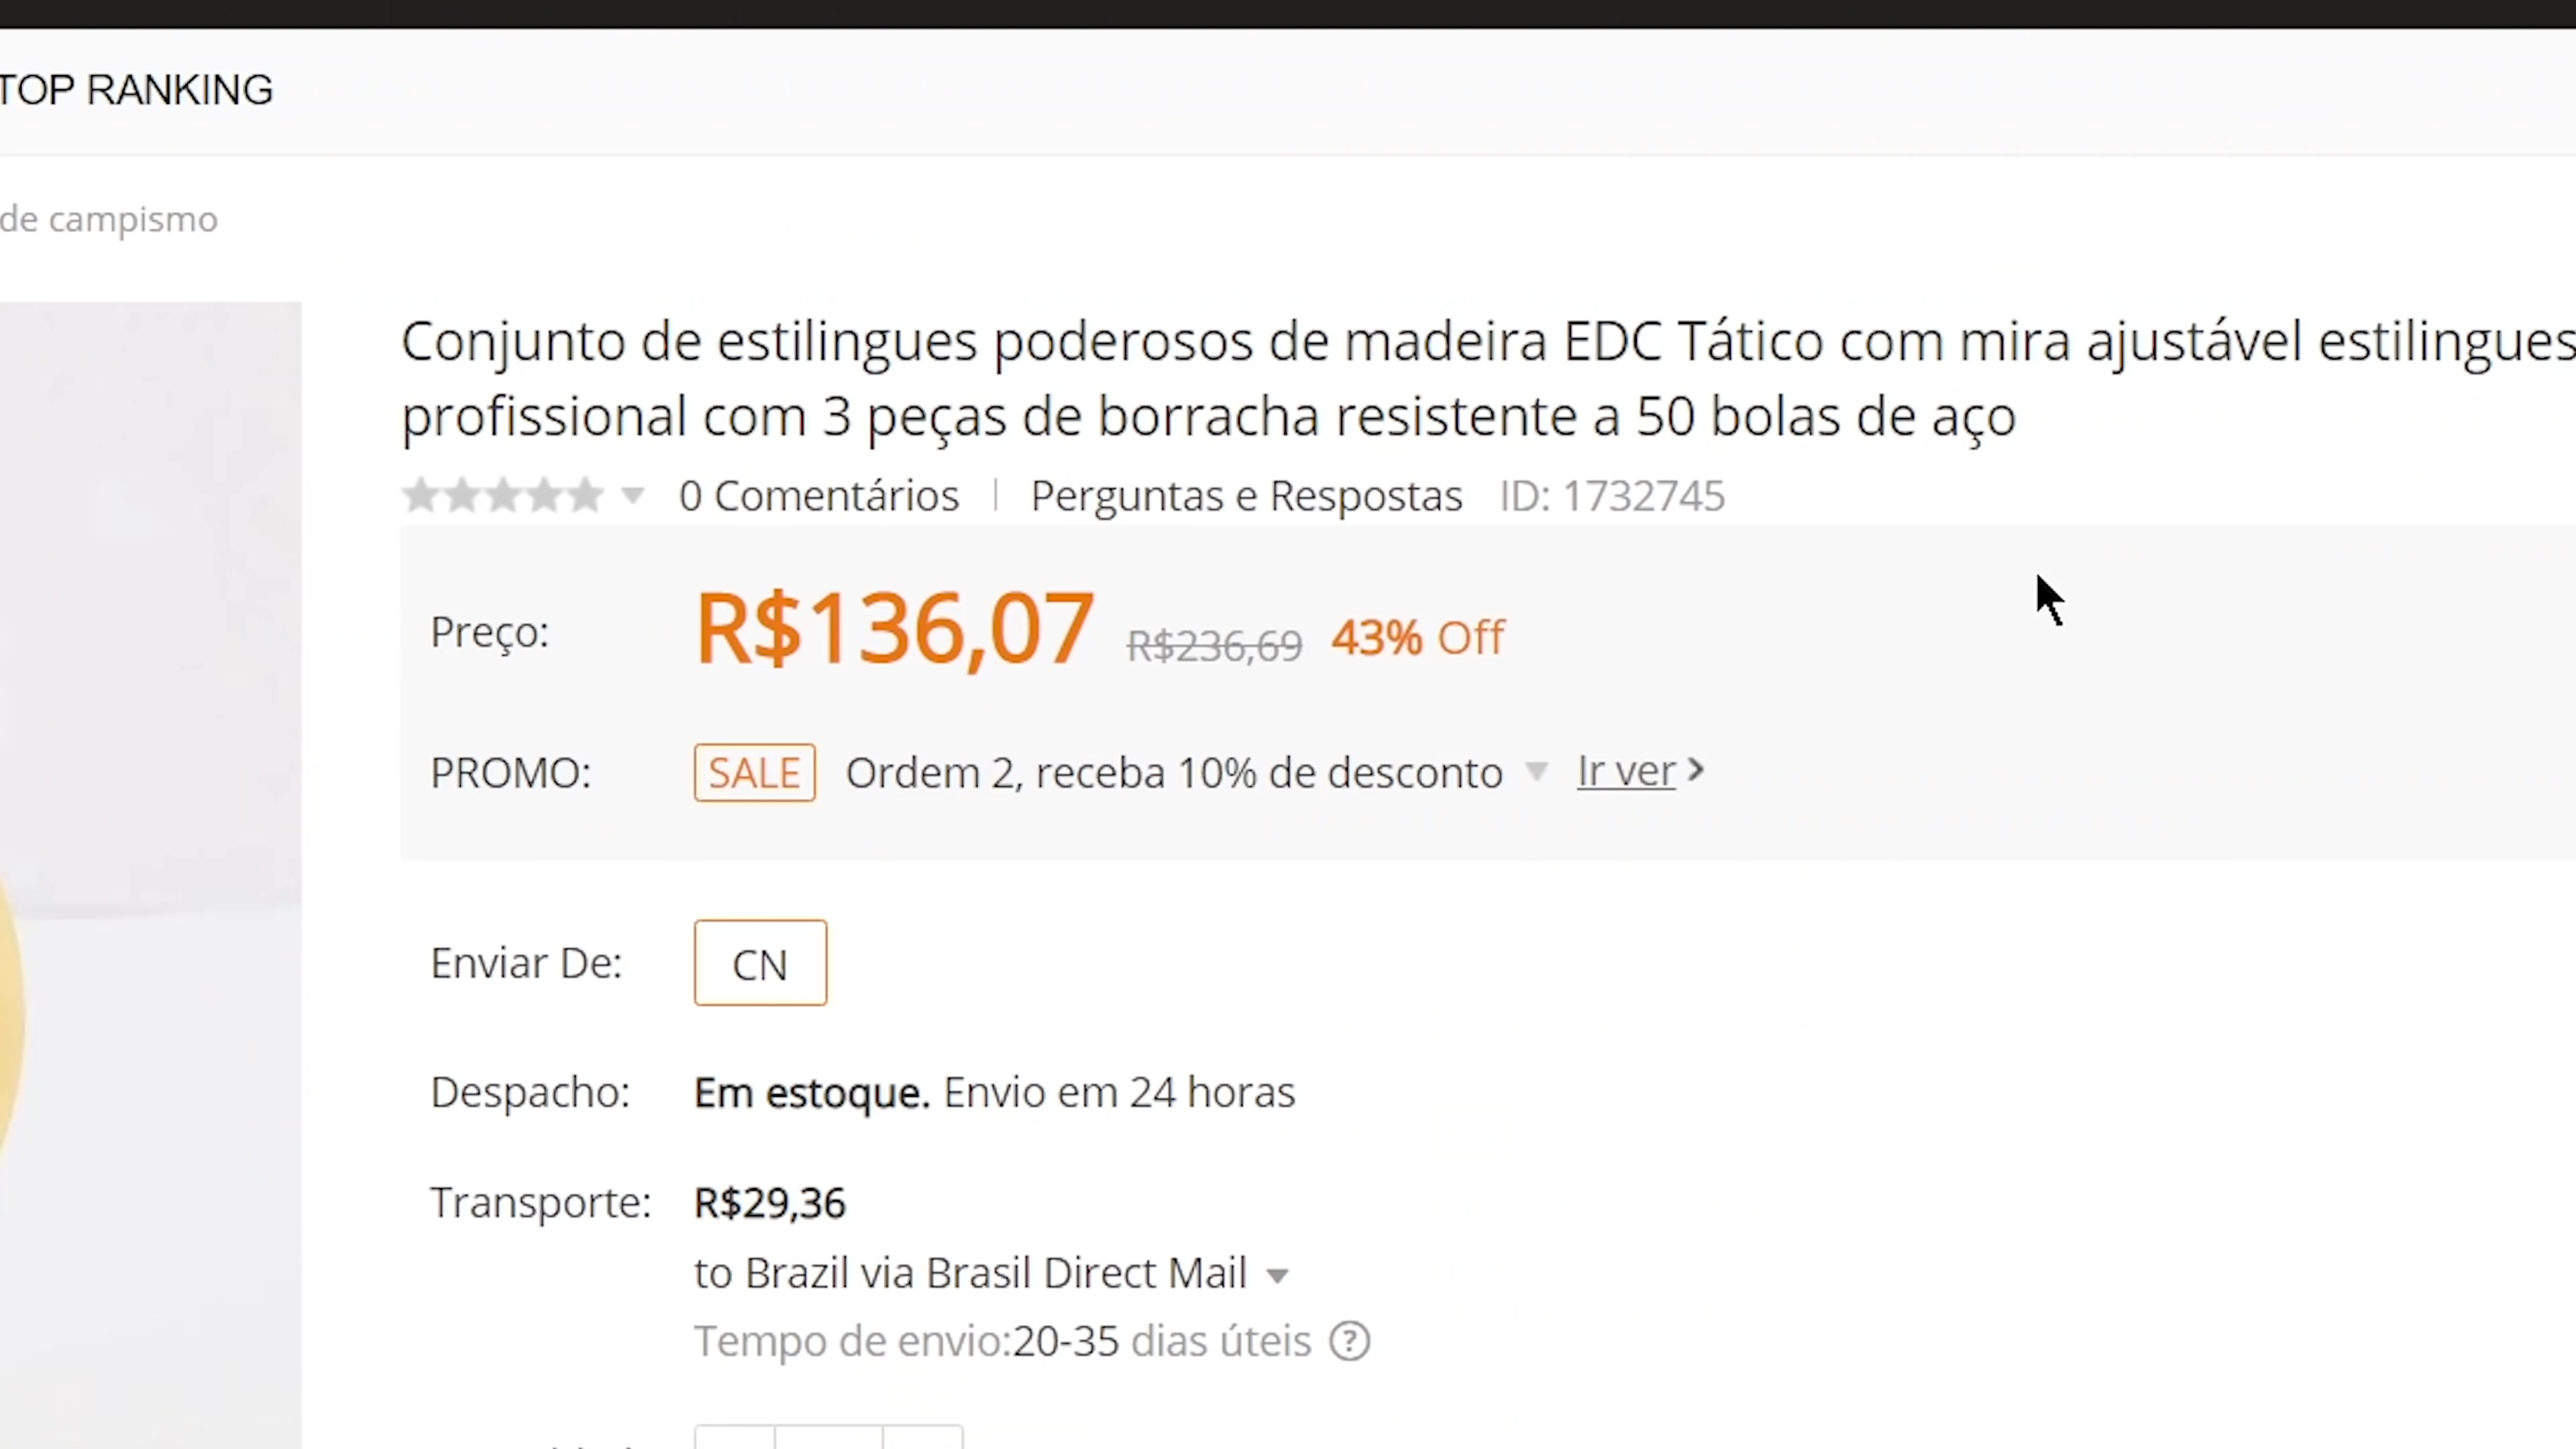 TOP RANKING
de campismo
Conjunto de estilingues poderosos de madeira EDC Tático com mira ajustável estilingues
profissional com 3 peças de borracha resistente a 50 bolas de aço
0 Comentários | Perguntas e Respostas ID: 1732745
Preço: R$136,07 R$236,69 43% Off
PROMO: SALE Ordem 2, receba 10% de desconto Ir ver >
Enviar De: CN
Despacho: Em estoque. Envio em 24 horas
Transporte: R$29,36
to Brazil via Brasil Direct Mail
Tempo de envio:20-35 dias úteis ?